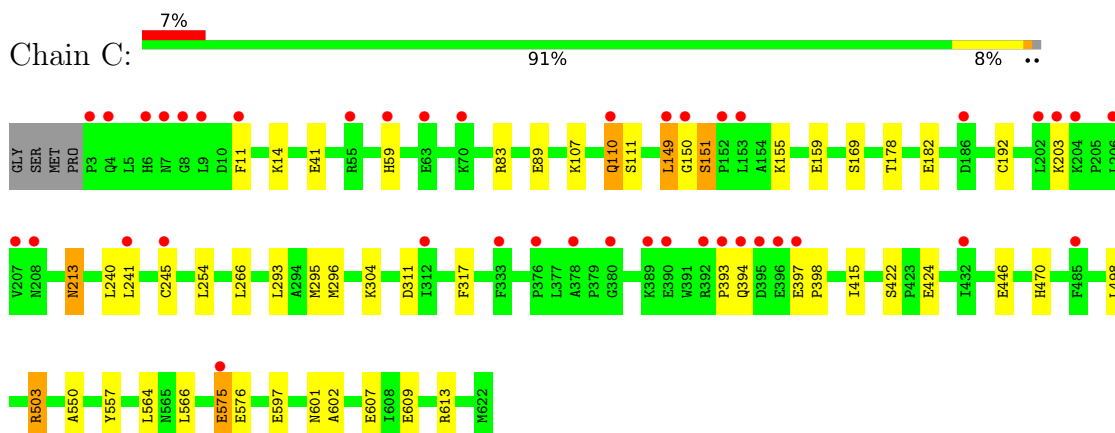 7%
Chain C:
91% 8% ••
GLY SER MET PRO P3 Q4 L5 H6 N7 G8 L9 D10 F11 K14 E41 R55 H59 E63 K70 R83 E89 K107 Q110 S111 L149 G150 S151 P152 L153 A154 K155 E159 S169 T178 E182 D186 C192 L202 K203 K204 P205 L206
V207 N208 N213 L240 L241 C245 L254 L266 L293 A294 M295 M296 K304 D311 I312 F317 F333 P376 L377 A378 P379 G380 K389 E390 W391 R392 P393 Q394 D395 E396 E397 P398 I415 S422 P423 E424 I432 E446 H470 F485
R503 A550 Y557 L564 N565 L566 E575 E576 E597 N601 A602 E607 I608 E609 R613 M622